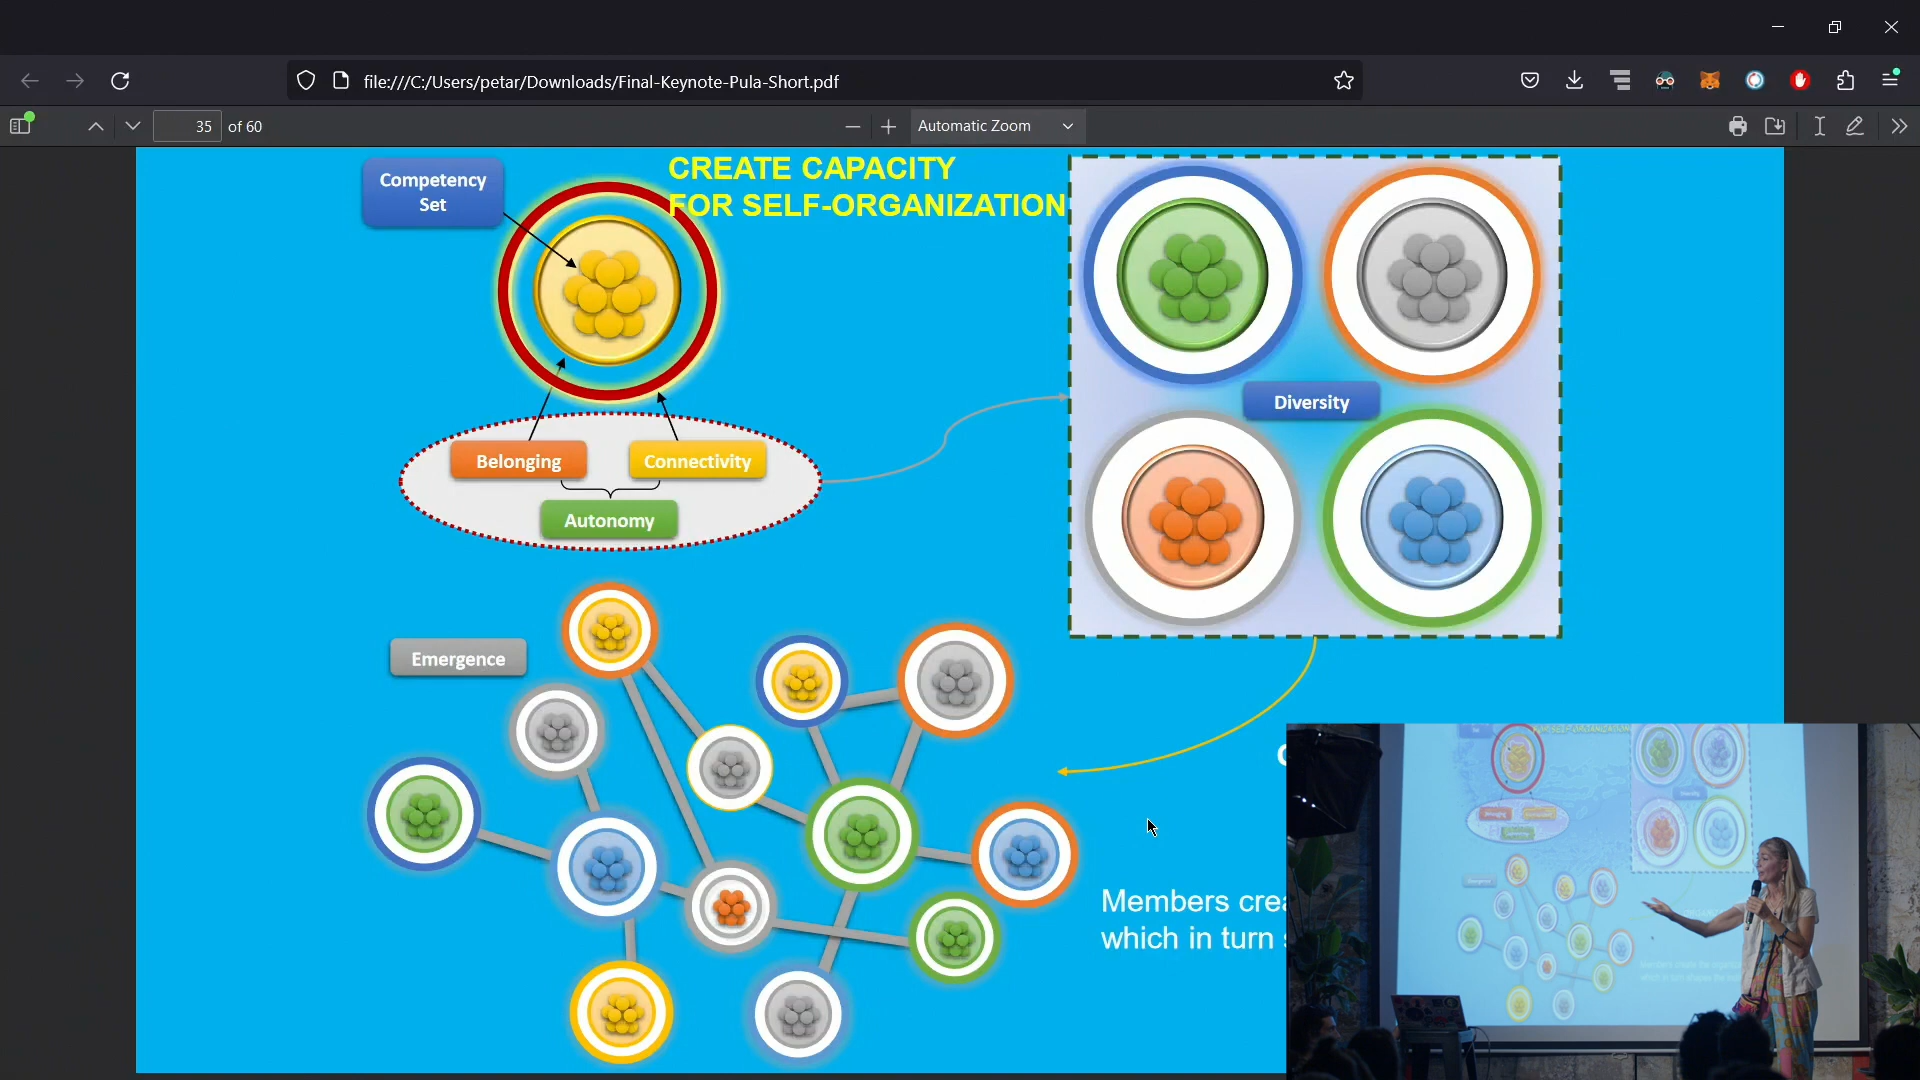 file:///C:/Users/petar/Downloads/Final-Keynote-Pula-Short.pdf
35 of 60
Automatic Zoom
CREATE CAPACITY
FOR SELF-ORGANIZATION
Competency
Set
Diversity
Belonging
Connectivity
Autonomy
Emergence
Members
which in turn